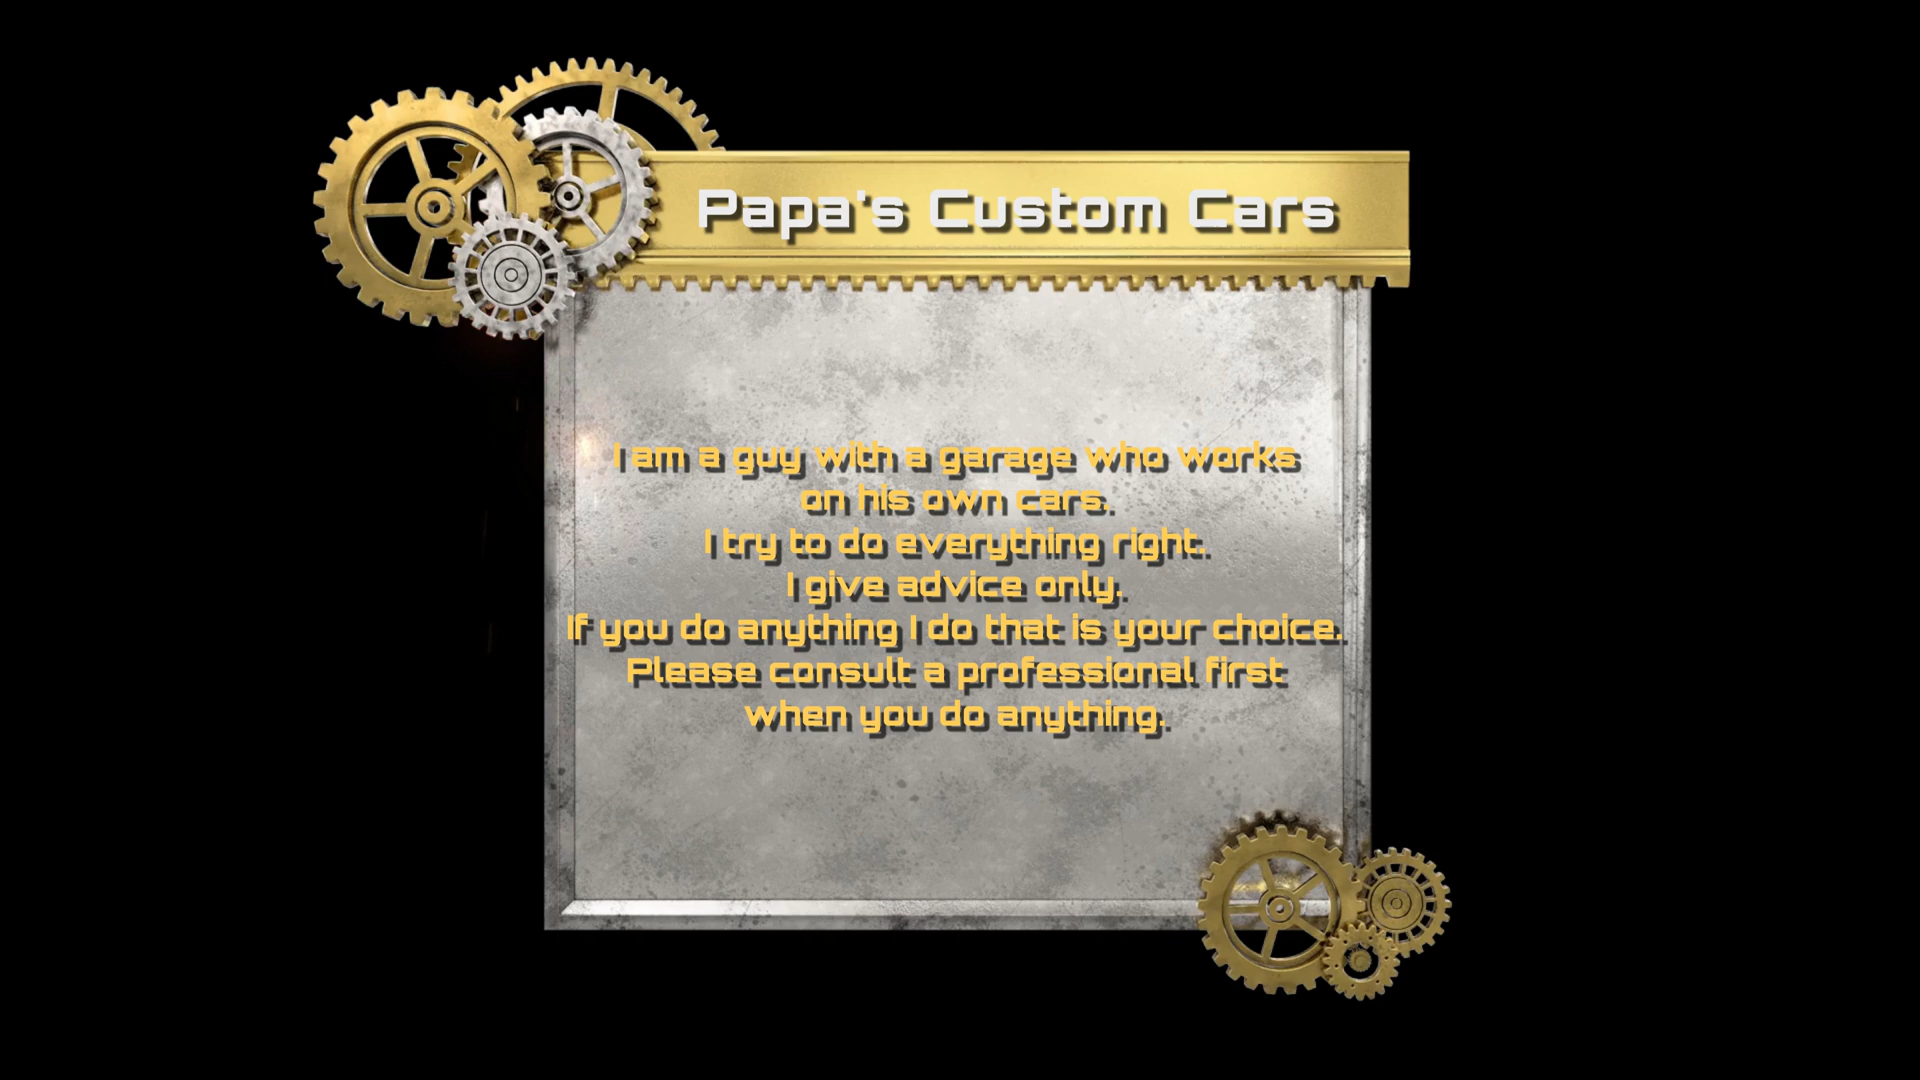 Papa's Custom Cars
I am a guy with a garage who works
on his own cars.
I try to do everything right.
I give advice only.
If you do anything I do that is your choice.
Please consult a professional first
when you do anything.